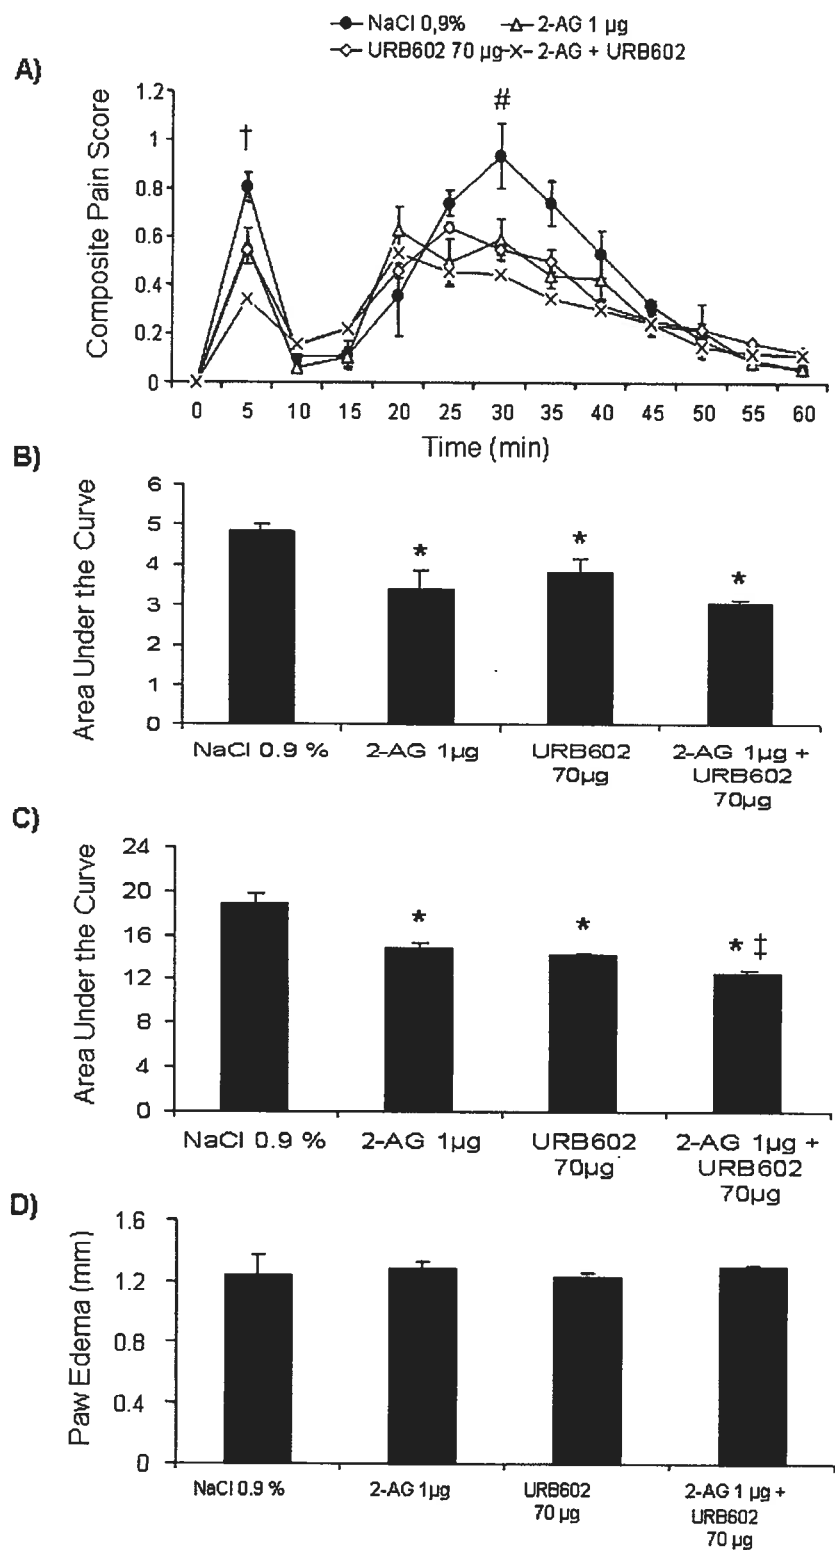 NaCl 0,9% 2-AG 1 µg
URB602 70 µg 2-AG + URB602
A)
Composite Pain Score
1.2
1
0.8
0.6
0.4
0.2
0
†
#
0 5 10 15 20 25 30 35 40 45 50 55 60
Time (min)
B)
Area Under the Curve
6
5
4
3
2
1
0
* * *
NaCl 0.9 % 2-AG 1µg URB602 2-AG 1µg +
70µg URB602
70µg
C)
Area Under the Curve
24
20
16
12
8
4
0
* * * ‡
NaCl 0.9 % 2-AG 1µg URB602 2-AG 1µg +
70µg URB602
70µg
D)
Paw Edema (mm)
1.6
1.2
0.8
0.4
0
NaCl 0.9 % 2-AG 1µg URB602 2-AG 1 µg +
70 µg URB602
70 µg